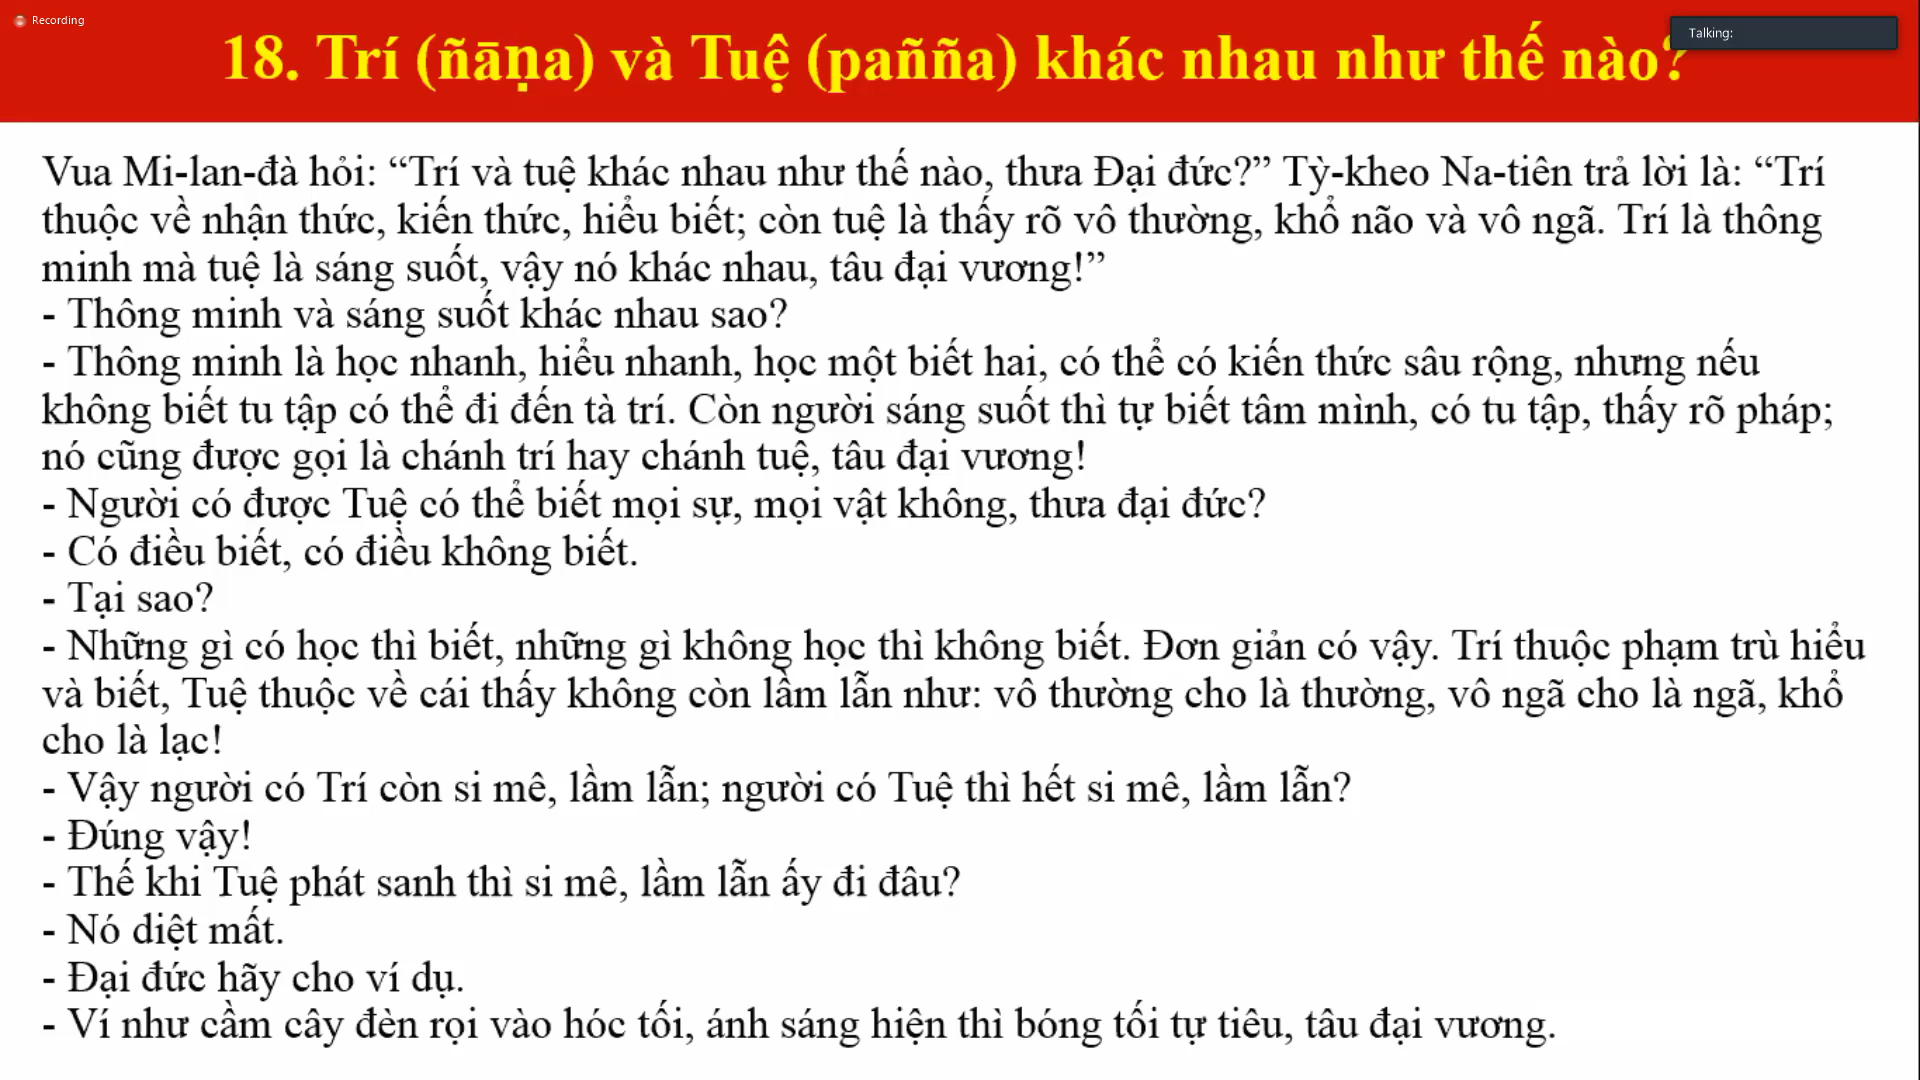 Recording
Talking:
18. Trí (ñāṇa) và Tuệ (pañña) khác nhau như thế nào?
Vua Mi-lan-đà hỏi: “Trí và tuệ khác nhau như thế nào, thưa Đại đức?” Tỳ-kheo Na-tiên trả lời là: “Trí
thuộc về nhận thức, kiến thức, hiểu biết; còn tuệ là thấy rõ vô thường, khổ não và vô ngã. Trí là thông
minh mà tuệ là sáng suốt, vậy nó khác nhau, tâu đại vương!”
- Thông minh và sáng suốt khác nhau sao?
- Thông minh là học nhanh, hiểu nhanh, học một biết hai, có thể có kiến thức sâu rộng, nhưng nếu
không biết tu tập có thể đi đến tà trí. Còn người sáng suốt thì tự biết tâm mình, có tu tập, thấy rõ pháp;
nó cũng được gọi là chánh trí hay chánh tuệ, tâu đại vương!
- Người có được Tuệ có thể biết mọi sự, mọi vật không, thưa đại đức?
- Có điều biết, có điều không biết.
- Tại sao?
- Những gì có học thì biết, những gì không học thì không biết. Đơn giản có vậy. Trí thuộc phạm trù hiểu
và biết, Tuệ thuộc về cái thấy không còn lầm lẫn như: vô thường cho là thường, vô ngã cho là ngã, khổ
cho là lạc!
- Vậy người có Trí còn si mê, lầm lẫn; người có Tuệ thì hết si mê, lầm lẫn?
- Đúng vậy!
- Thế khi Tuệ phát sanh thì si mê, lầm lẫn ấy đi đâu?
- Nó diệt mất.
- Đại đức hãy cho ví dụ.
- Ví như cầm cây đèn rọi vào hóc tối, ánh sáng hiện thì bóng tối tự tiêu, tâu đại vương.